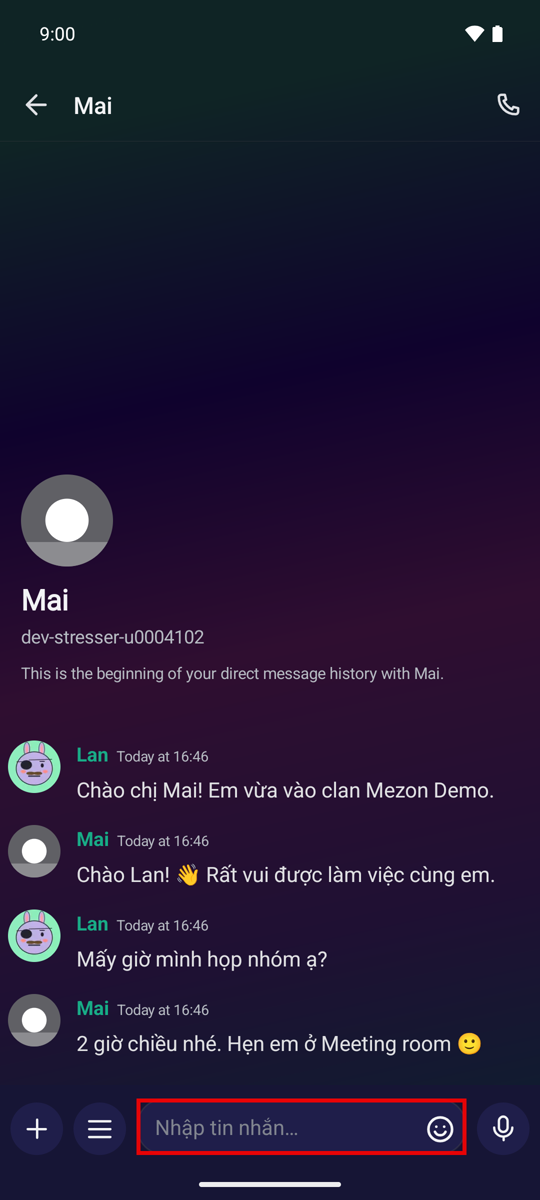 9:00
Mai
Mai
dev-stresser-u0004102
This is the beginning of your direct message history with Mai.
Lan Today at 16:46
Chào chị Mai! Em vừa vào clan Mezon Demo.
Mai Today at 16:46
Chào Lan! 👋 Rất vui được làm việc cùng em.
Lan Today at 16:46
Mấy giờ mình họp nhóm ạ?
Mai Today at 16:46
2 giờ chiều nhé. Hẹn em ở Meeting room 🙂
Nhập tin nhắn...